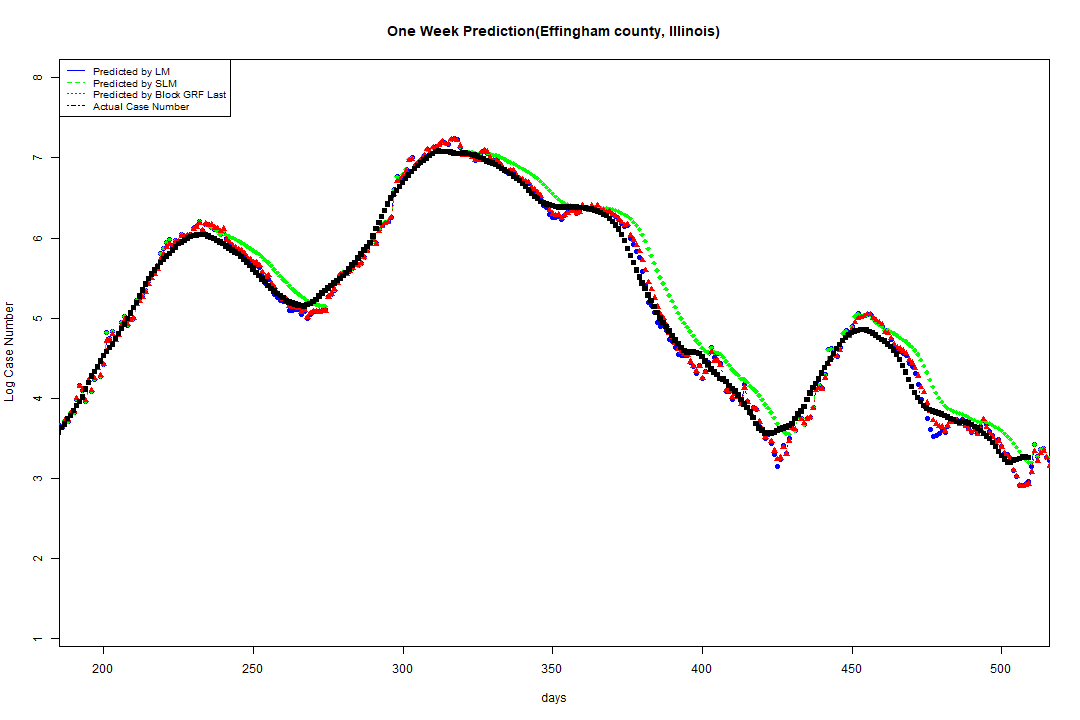 One Week Prediction(Effingham county, Illinois)
Predicted by LM
Predicted by SLM
Predicted by Block GRF Last
Actual Case Number
8
7
6
5
4
3
2
1
Log Case Number
200 250 300 350 400 450 500
days